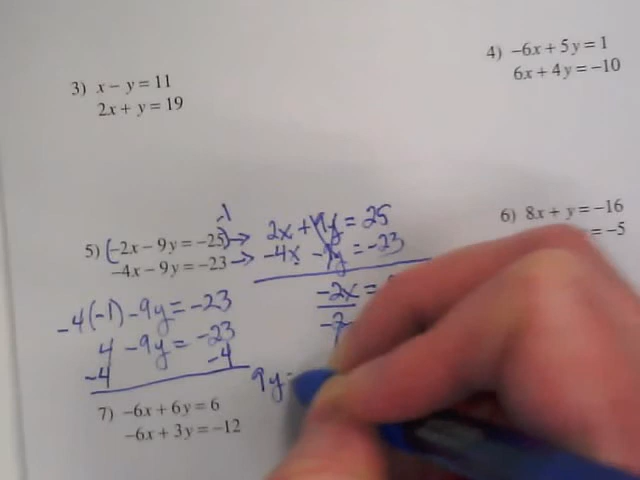 3) x − y = 11
2x + y = 19
4) −6x + 5y = 1
6x + 4y = −10
5) (−2x − 9y = −25)-1 →
−4x − 9y = −23 →
2x + 9y = 25
-4x - 9y = -23
-2x =
-2
-4(-1) - 9y = -23
4 - 9y = -23
-4 -4
9y =
6) 8x + y = −16
= −5
7) −6x + 6y = 6
−6x + 3y = −12